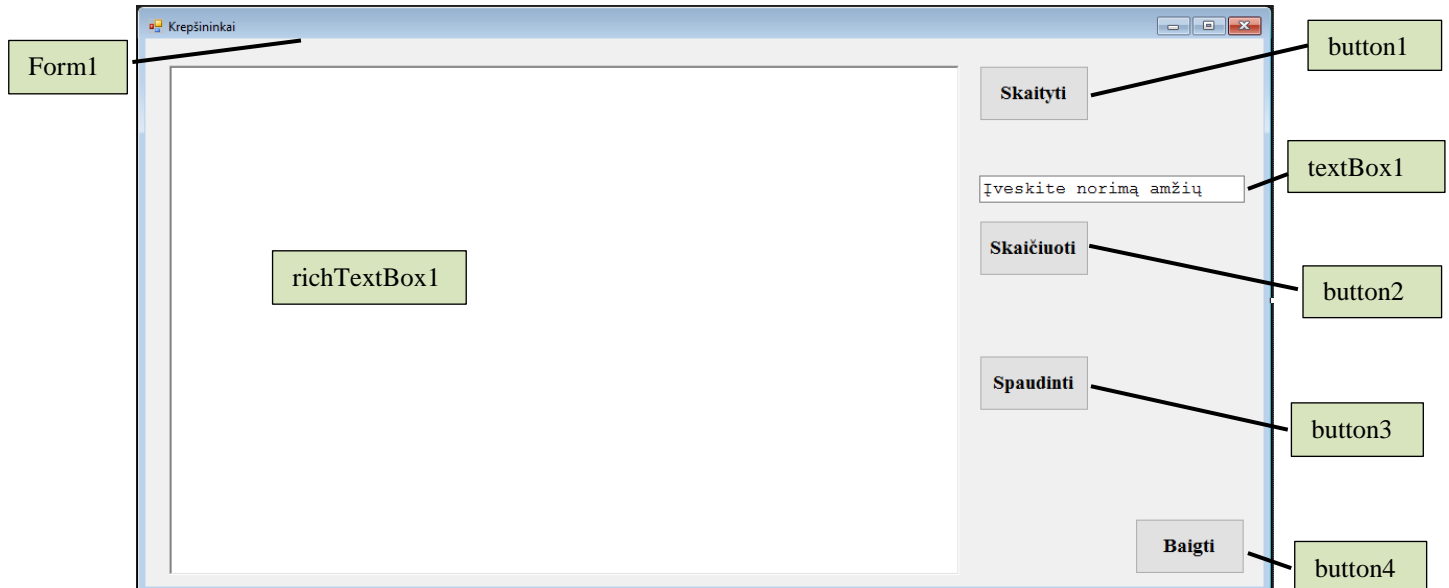 Krepšininkai
Form1
button1
Skaityti
textBox1
Įveskite norimą amžių
Skaičiuoti
richTextBox1
button2
Spaudinti
button3
Baigti
button4